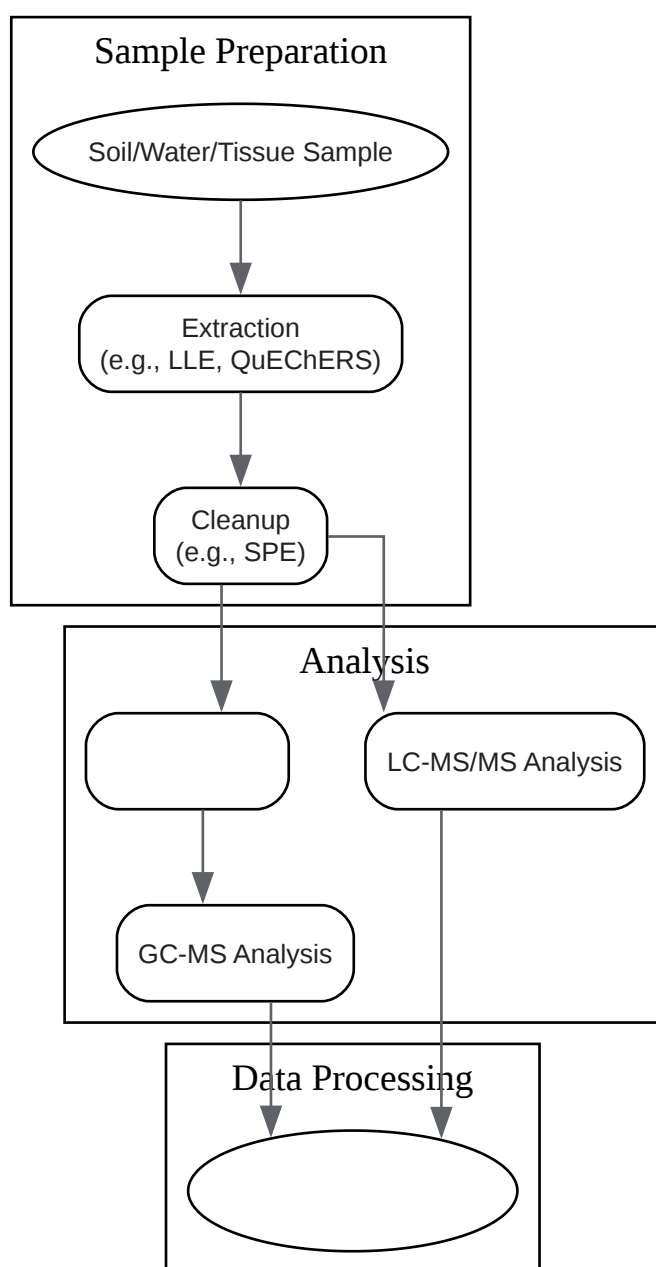 Sample Preparation
Soil/Water/Tissue Sample
Extraction
(e.g., LLE, QuEChERS)
Cleanup
(e.g., SPE)
Analysis
LC-MS/MS Analysis
GC-MS Analysis
Data Processing